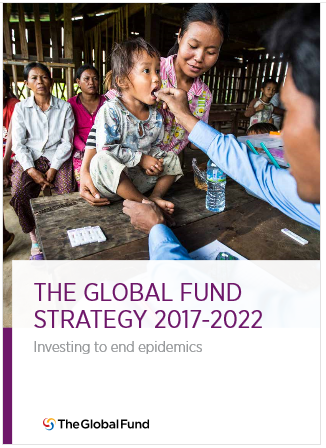 THE GLOBAL FUND
STRATEGY 2017-2022
Investing to end epidemics
The Global Fund